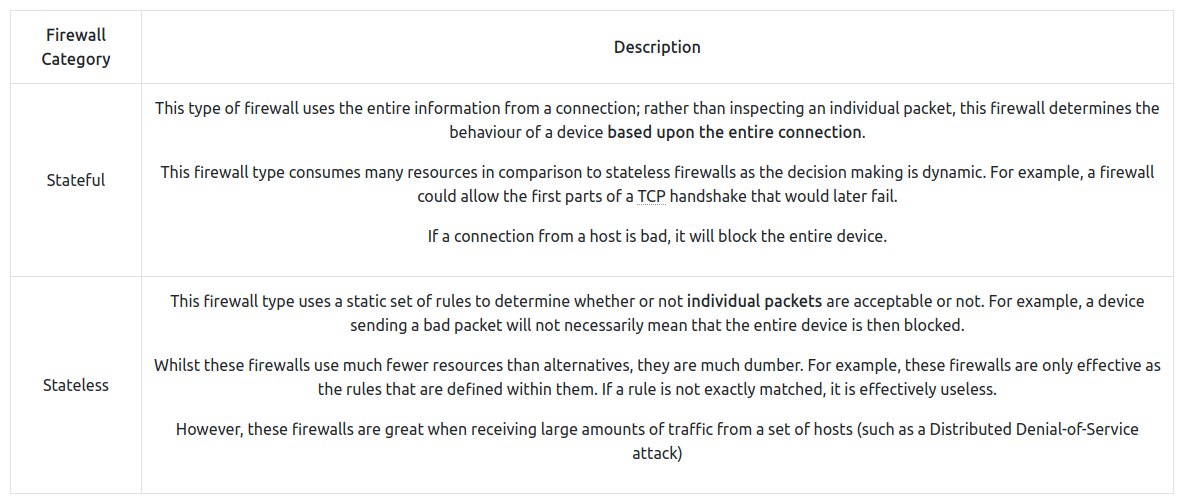 Firewall
Category
Description
Stateful
This type of firewall uses the entire information from a connection; rather than inspecting an individual packet, this firewall determines the
behaviour of a device based upon the entire connection.
This firewall type consumes many resources in comparison to stateless firewalls as the decision making is dynamic. For example, a firewall
could allow the first parts of a TCP handshake that would later fail.
If a connection from a host is bad, it will block the entire device.
Stateless
This firewall type uses a static set of rules to determine whether or not individual packets are acceptable or not. For example, a device
sending a bad packet will not necessarily mean that the entire device is then blocked.
Whilst these firewalls use much fewer resources than alternatives, they are much dumber. For example, these firewalls are only effective as
the rules that are defined within them. If a rule is not exactly matched, it is effectively useless.
However, these firewalls are great when receiving large amounts of traffic from a set of hosts (such as a Distributed Denial-of-Service
attack)